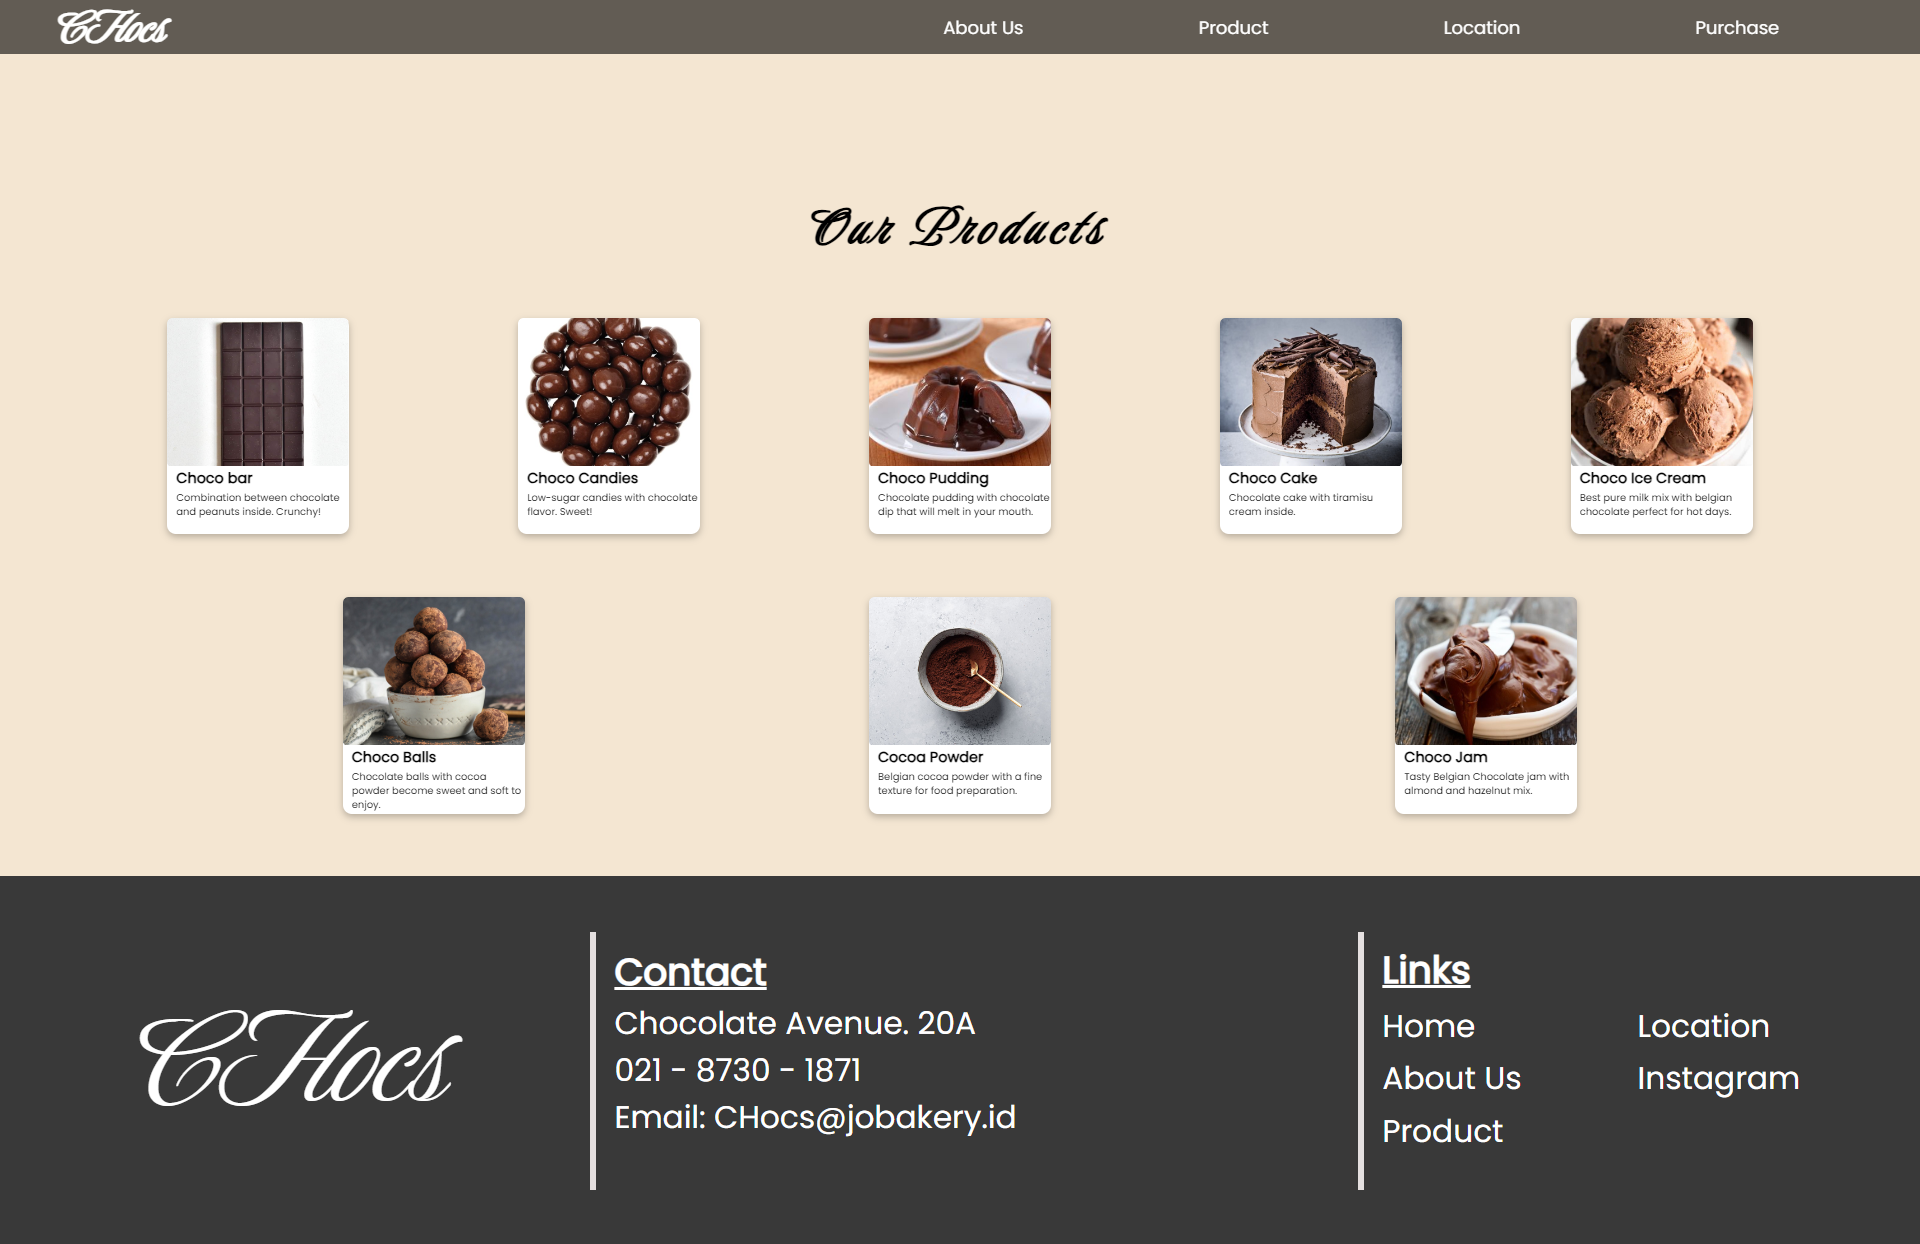 CHocs
About Us
Product
Location
Purchase
Our Products
Choco bar
Combination between chocolate
and peanuts inside. Crunchy!
Choco Candies
Low-sugar candies with chocolate
flavor. Sweet!
Choco Pudding
Chocolate pudding with chocolate
dip that will melt in your mouth.
Choco Cake
Chocolate cake with tiramisu
cream inside.
Choco Ice Cream
Best pure milk mix with belgian
chocolate perfect for hot days.
Choco Balls
Chocolate balls with cocoa
powder become sweet and soft to
enjoy.
Cocoa Powder
Belgian cocoa powder with a fine
texture for food preparation.
Choco Jam
Tasty Belgian Chocolate jam with
almond and hazelnut mix.
CHocs
Contact
Chocolate Avenue. 20A
021 - 8730 - 1871
Email: CHocs@jobakery.id
Links
Home
About Us
Product
Location
Instagram